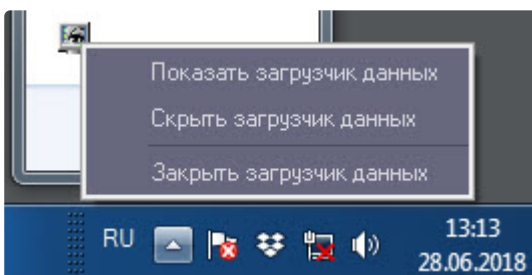 Показать загрузчик данных
Скрыть загрузчик данных
Закрыть загрузчик данных
RU
13:13
28.06.2018